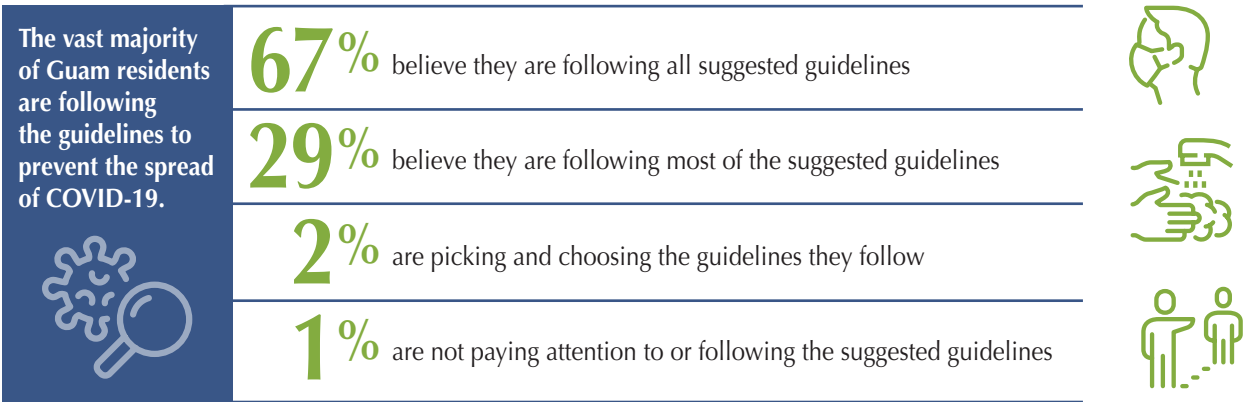 The vast majority
of Guam residents
are following
the guidelines to
prevent the spread
of COVID-19.
67% believe they are following all suggested guidelines
29% believe they are following most of the suggested guidelines
2% are picking and choosing the guidelines they follow
1% are not paying attention to or following the suggested guidelines